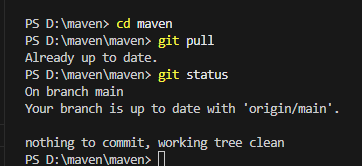 PS D:\maven> cd maven
PS D:\maven\maven> git pull
Already up to date.
PS D:\maven\maven> git status
On branch main
Your branch is up to date with 'origin/main'.
nothing to commit, working tree clean
PS D:\maven\maven>